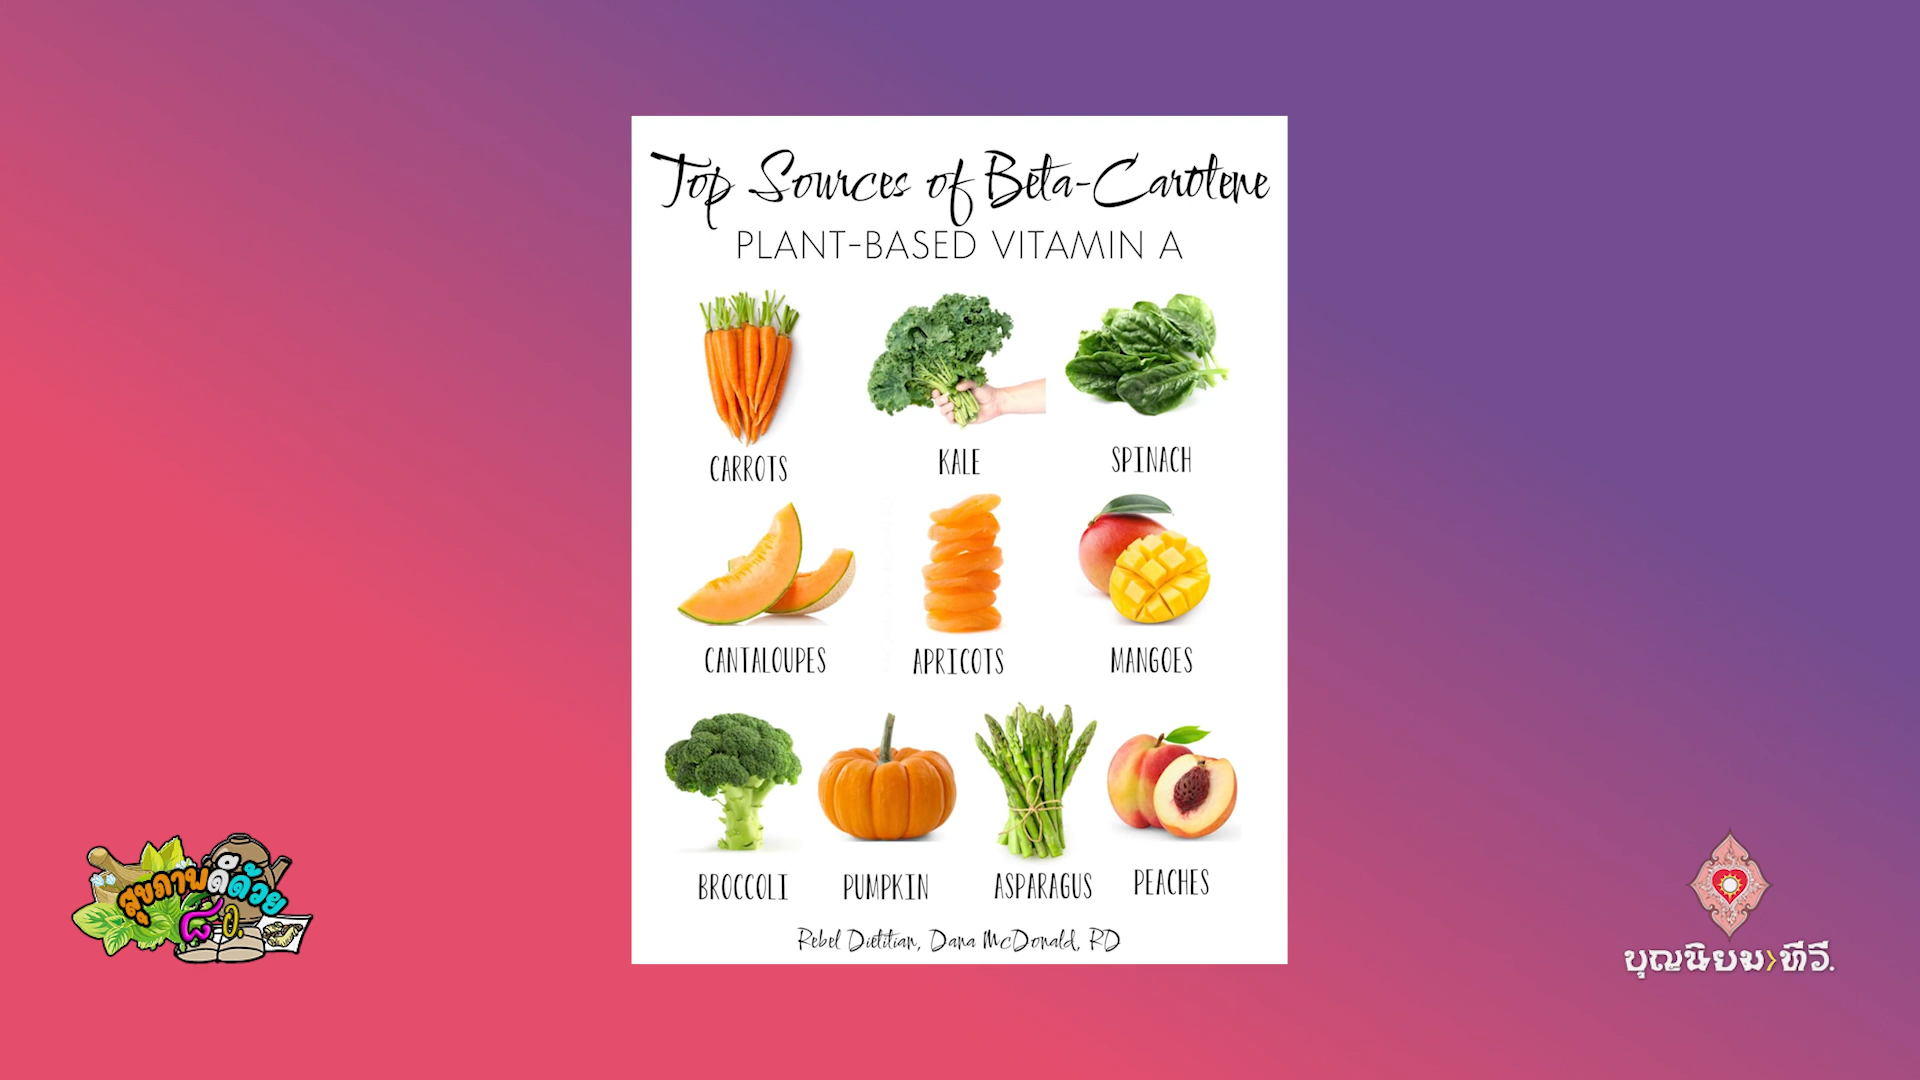 Top Sources of Beta-Carotene
PLANT-BASED VITAMIN A
CARROTS
KALE
SPINACH
CANTALOUPES
APRICOTS
MANGOES
BROCCOLI
PUMPKIN
ASPARAGUS
PEACHES
Rebel Dietitian, Dana McDonald, RD
สุขภาพดีด้วย
๘ อ.
บุญนิยม>ทีวี.